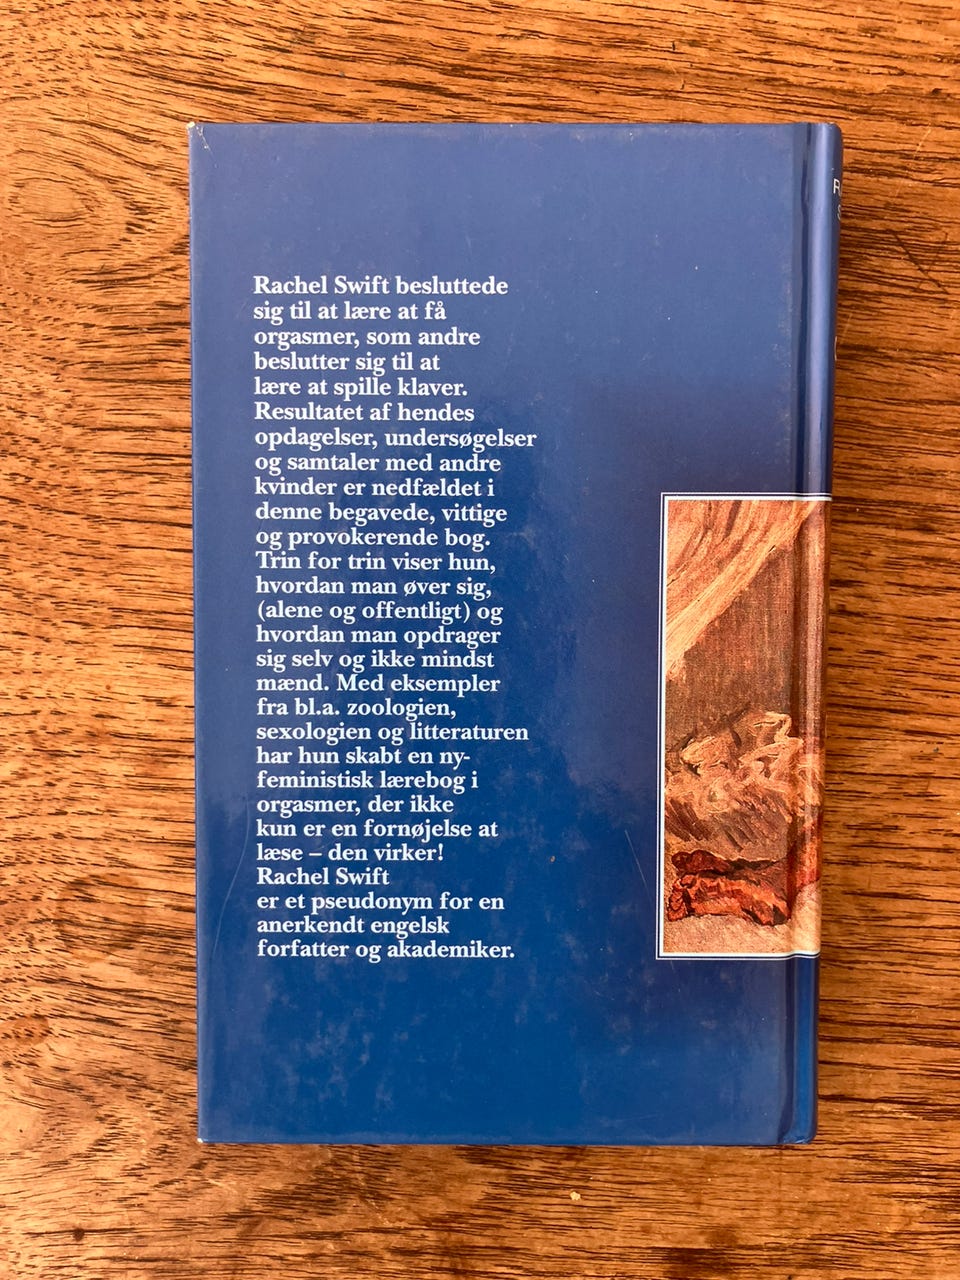 Rachel Swift besluttede
sig til at lære at få
orgasmer, som andre
beslutter sig til at
lære at spille klaver.
Resultatet af hendes
opdagelser, undersøgelser
og samtaler med andre
kvinder er nedfældet i
denne begavede, vittige
og provokerende bog.
Trin for trin viser hun,
hvordan man øver sig,
(alene og offentligt) og
hvordan man opdrager
sig selv og ikke mindst
mænd. Med eksempler
fra bl.a. zoologien,
sexologien og litteraturen
har hun skabt en ny-
feministisk lærebog i
orgasmer, der ikke
kun er en fornøjelse at
læse – den virker!
Rachel Swift
er et pseudonym for en
anerkendt engelsk
forfatter og akademiker.